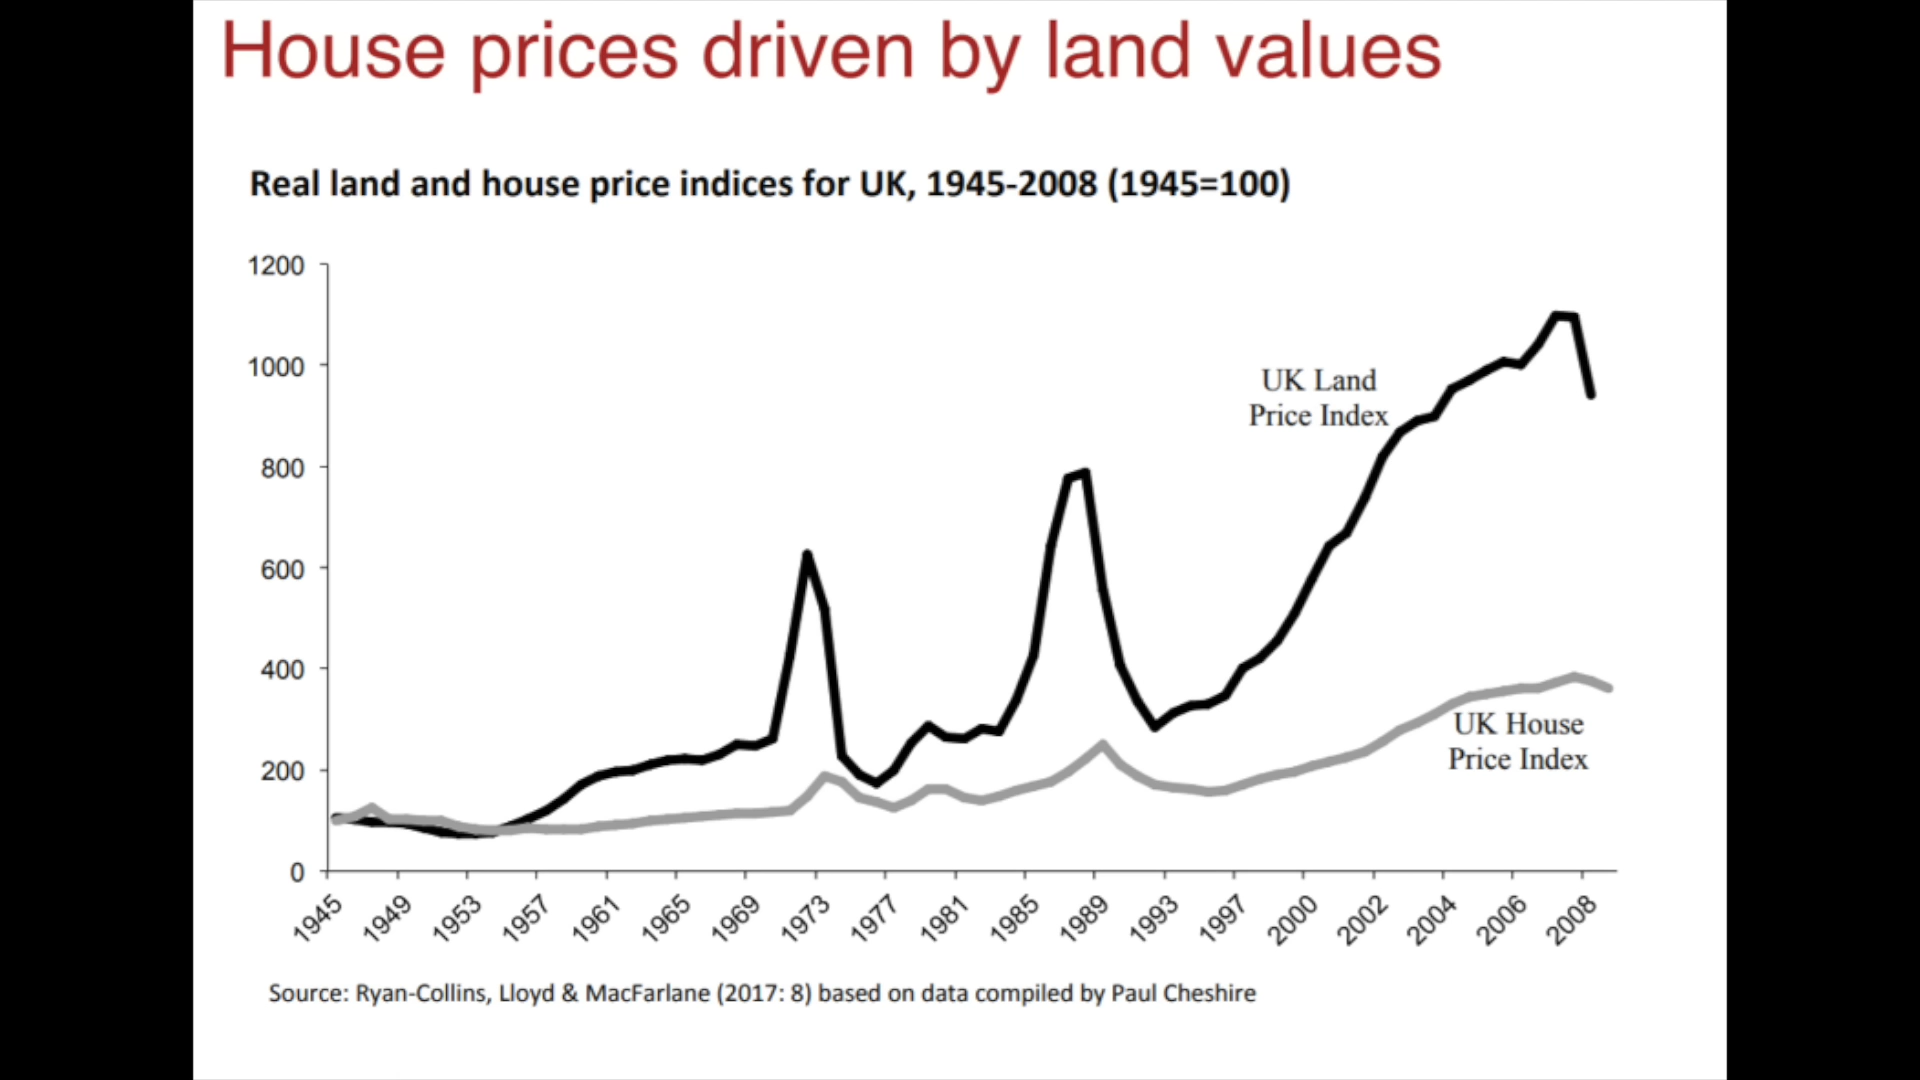 House prices driven by land values
Real land and house price indices for UK, 1945-2008 (1945=100)
1200
1000
800
600
400
200
0
UK Land
Price Index
UK House
Price Index
1945 1949 1953 1957 1961 1965 1969 1973 1977 1981 1985 1989 1993 1997 2000 2002 2004 2006 2008
Source: Ryan-Collins, Lloyd & MacFarlane (2017: 8) based on data compiled by Paul Cheshire